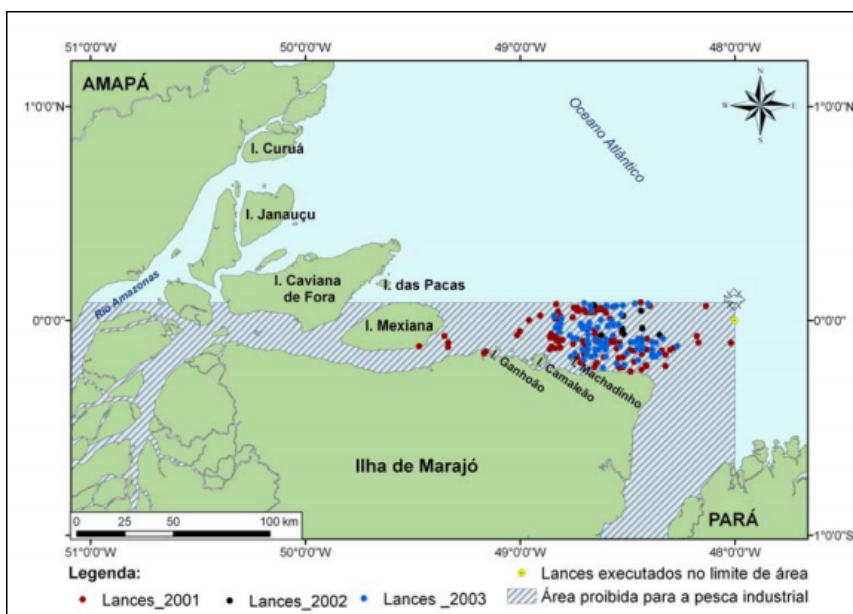 51°0'0"W 50°0'0"W 49°0'0"W 48°0'0"W
AMAPÁ
N
1°0'0"N 1°0'0"N
W E
S
Oceano Atlântico
I. Curuá
I. Janauçu
I. Caviana
de Fora
I. das Pacas
Rio Amazonas
0°0'0"N 0°0'0"N
I. Mexiana
I. Ganhoão
I. Camaleão
I. Machadinho
Ilha de Marajó
PARÁ
0 25 50 100 km
1°0'0"S
51°0'0"W 50°0'0"W 49°0'0"W 48°0'0"W
Legenda:
Lances executados no limite de área
Lances_2001 Lances_2002 Lances _2003 Área proibida para a pesca industrial